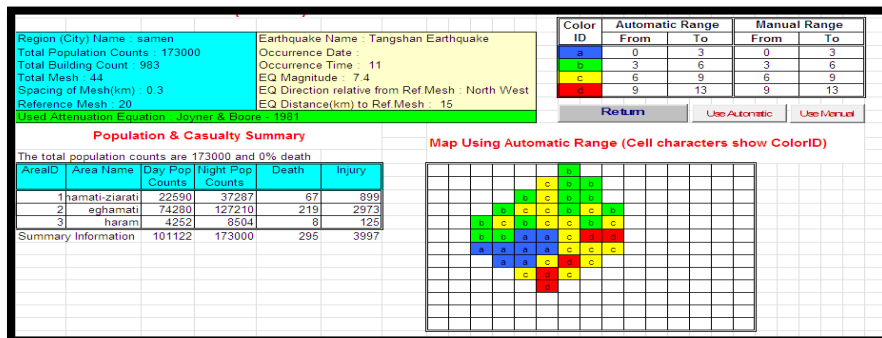 Color Automatic Range Manual Range
ID From To From To
a 0 3 0 3
b 3 6 3 6
c 6 9 6 9
d 9 13 9 13
Return Use Automatic Use Manual
Region (City) Name : samen
Total Population Counts : 173000
Total Building Count : 983
Total Mesh : 44
Spacing of Mesh(km) : 0.3
Reference Mesh : 20
Earthquake Name : Tangshan Earthquake
Occurrence Date :
Occurrence Time : 11
EQ Magnitude : 7.4
EQ Direction relative from Ref.Mesh : North West
EQ Distance(km) to Ref.Mesh : 15
Used Attenuation Equation : Joyner & Boore - 1981
Population & Casualty Summary
The total population counts are 173000 and 0% death
AreaID Area Name Day Pop Night Pop Death Injury
Counts Counts
1 hamati-ziarati 22590 37287 67 899
2 eghamati 74280 127210 219 2973
3 haram 4252 8504 8 125
Summary Information 101122 173000 295 3997
Map Using Automatic Range (Cell characters show ColorID)
b
c b b
b c b b
b c c b c b
b c b c c b c
b b a a c d d
a a a a c c c
a a c d c
c d c
d